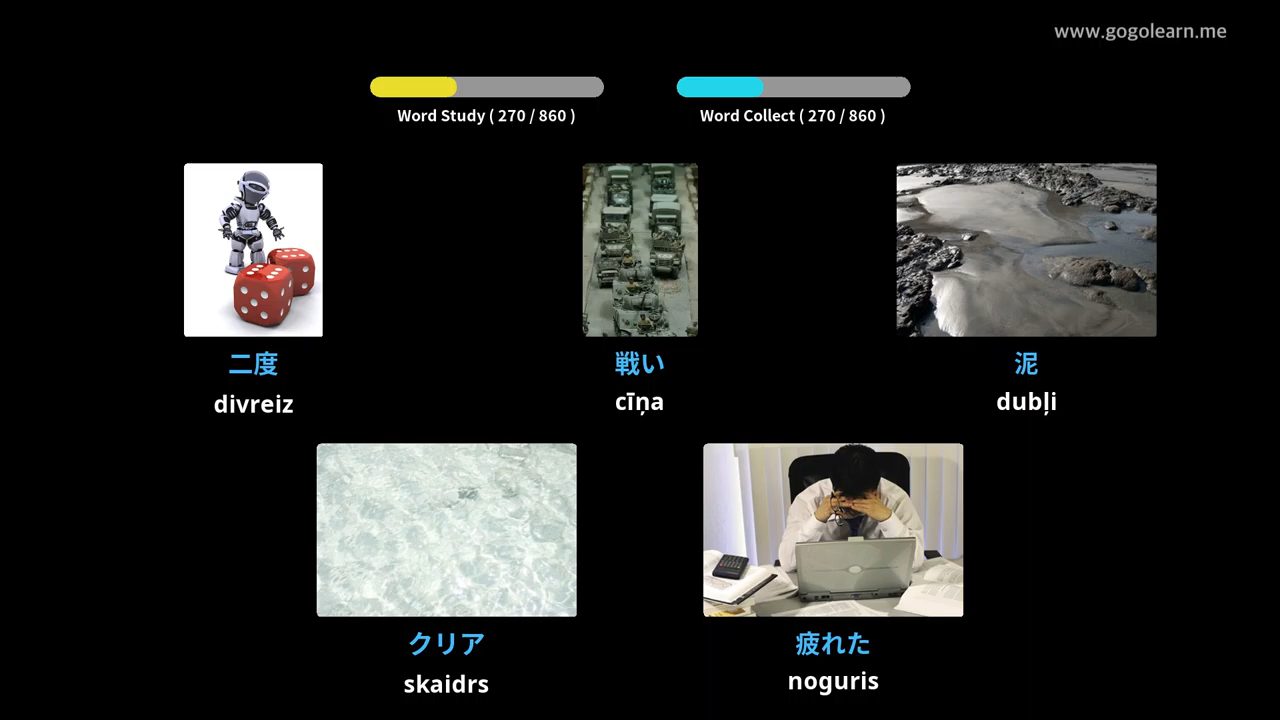 www.gogolearn.me
Word Study ( 270 / 860 )
Word Collect ( 270 / 860 )
二度
divreiz
戦い
cīņa
泥
dubļi
クリア
skaidrs
疲れた
noguris